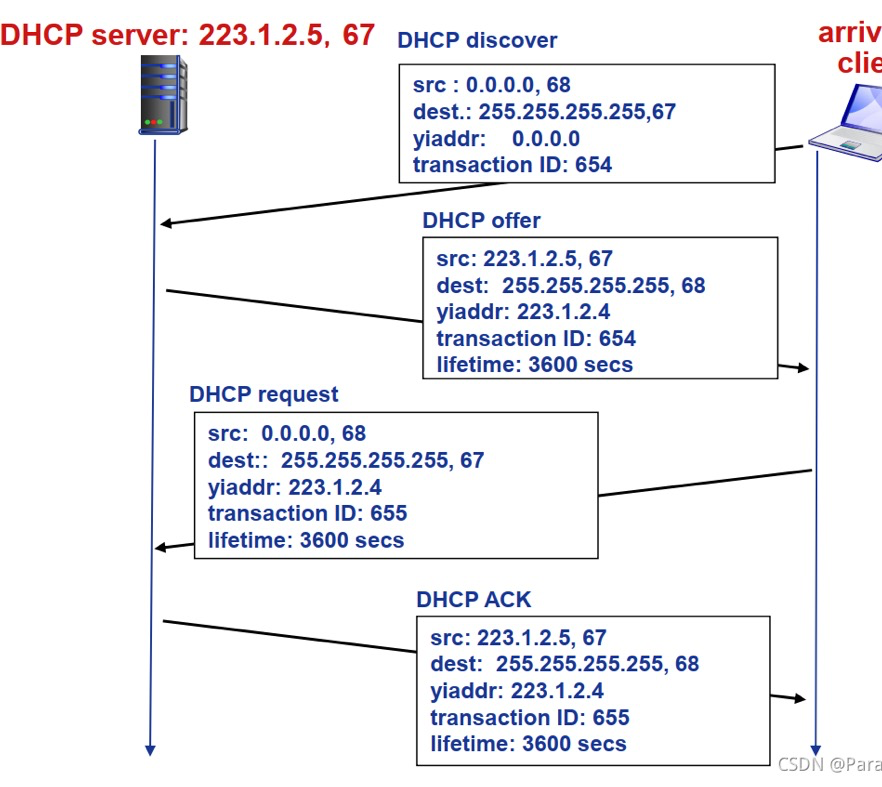 DHCP server: 223.1.2.5, 67
DHCP discover
arriv
clie
src : 0.0.0.0, 68
dest.: 255.255.255.255,67
yiaddr: 0.0.0.0
transaction ID: 654
DHCP offer
src: 223.1.2.5, 67
dest: 255.255.255.255, 68
yiaddr: 223.1.2.4
transaction ID: 654
lifetime: 3600 secs
DHCP request
src: 0.0.0.0, 68
dest:: 255.255.255.255, 67
yiaddr: 223.1.2.4
transaction ID: 655
lifetime: 3600 secs
DHCP ACK
src: 223.1.2.5, 67
dest: 255.255.255.255, 68
yiaddr: 223.1.2.4
transaction ID: 655
lifetime: 3600 secs
CSDN @Para